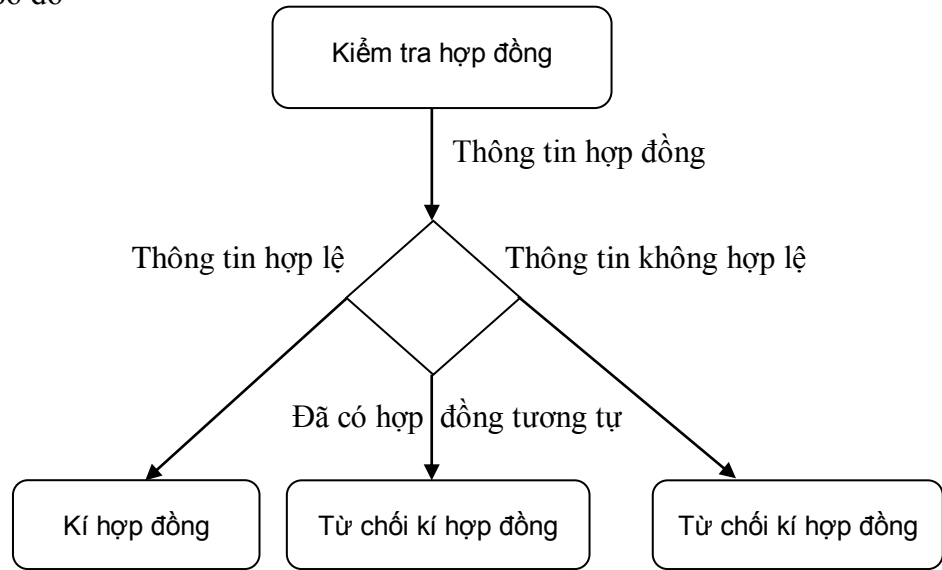 Kiểm tra hợp đồng
Thông tin hợp đồng
Thông tin hợp lệ
Thông tin không hợp lệ
Đã có hợp đồng tương tự
Kí hợp đồng
Từ chối kí hợp đồng
Từ chối kí hợp đồng